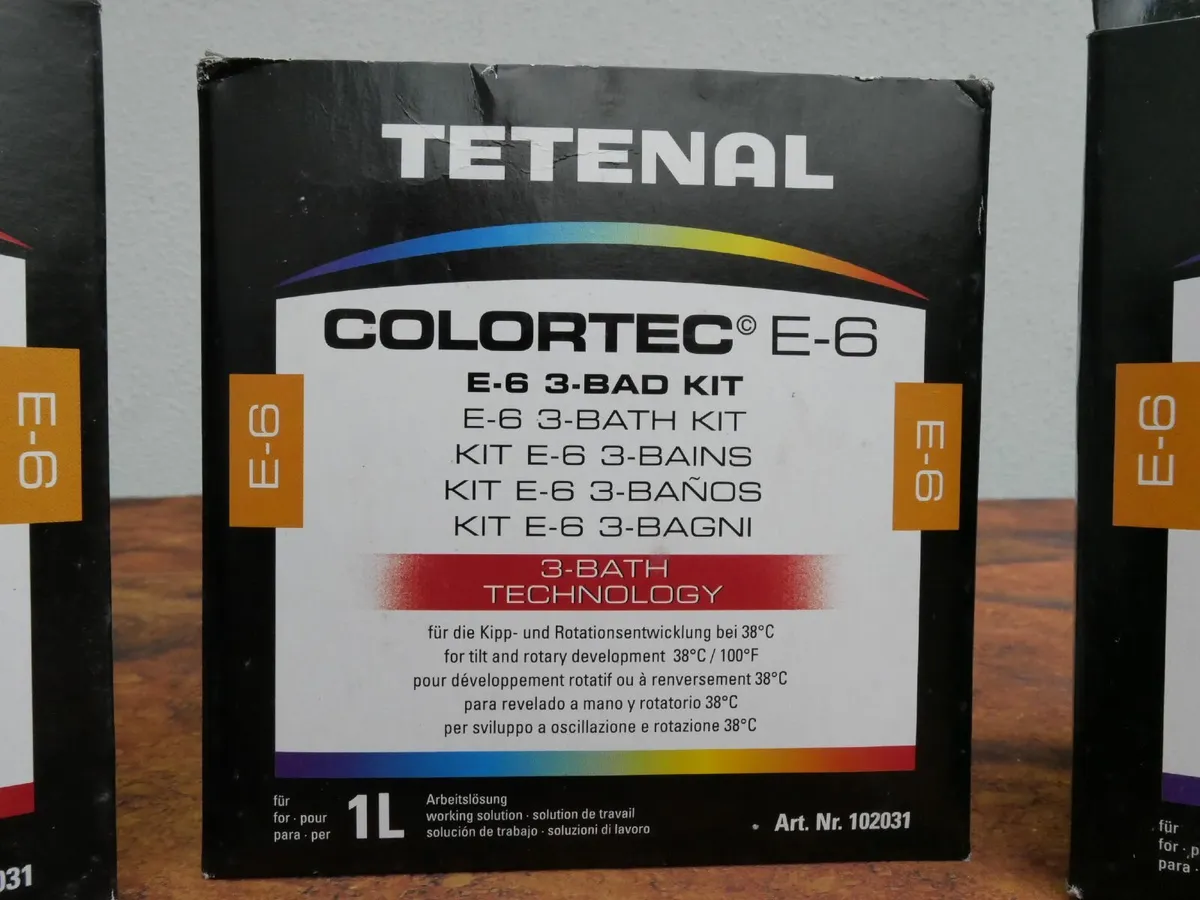 TETENAL
COLORTEC© E-6
E-6 3-BAD KIT
E-6 3-BATH KIT
KIT E-6 3-BAINS
KIT E-6 3-BAÑOS
KIT E-6 3-BAGNI
3-BATH
TECHNOLOGY
für die Kipp- und Rotationsentwicklung bei 38°C
for tilt and rotary development 38°C / 100°F
pour développement rotatif ou à renversement 38°C
para revelado a mano y rotatorio 38°C
per sviluppo a oscillazione e rotazione 38°C
für
for · pour
para · per
1L
Arbeitslösung
working solution · solution de travail
solución de trabajo · soluzioni di lavoro
Art. Nr. 102031
E-6
E-6
E-6
031
E-6
für
for · p
para ·